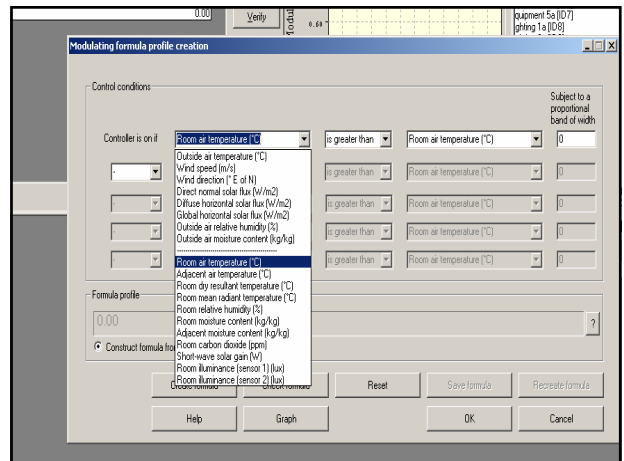 0.00
Verify
Modul
0.60
quipment 5a [ID7]
ghting 1a [ID8]
Modulating formula profile creation
Control conditions
Subject to a
proportional
band of width
Controller is on if
Room air temperature (°C)
is greater than
Room air temperature (°C)
0
-
is greater than
Room air temperature (°C)
0
-
is greater than
Room air temperature (°C)
0
-
is greater than
Room air temperature (°C)
0
-
is greater than
Room air temperature (°C)
0
Outside air temperature (°C)
Wind speed (m/s)
Wind direction (° E of N)
Direct normal solar flux (W/m2)
Diffuse horizontal solar flux (W/m2)
Global horizontal solar flux (W/m2)
Outside air relative humidity (%)
Outside air moisture content (kg/kg)
Room air temperature (°C)
Adjacent air temperature (°C)
Room dry resultant temperature (°C)
Room mean radiant temperature (°C)
Room relative humidity (%)
Room moisture content (kg/kg)
Adjacent moisture content (kg/kg)
Room carbon dioxide (ppm)
Short-wave solar gain (W)
Room illuminance (sensor 1) (lux)
Room illuminance (sensor 2) (lux)
Formula profile
0.00
?
Construct formula fro
Create formula
Check formula
Reset
Save formula
Recreate formula
Help
Graph
OK
Cancel